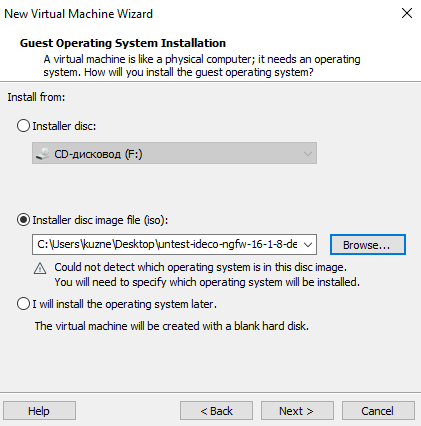 New Virtual Machine Wizard
Guest Operating System Installation
A virtual machine is like a physical computer; it needs an operating
system. How will you install the guest operating system?
Install from:
Installer disc:
CD-дисковод (F:)
Installer disc image file (iso):
C:\Users\kuzne\Desktop\untest-ideco-ngfw-16-1-8-de
Browse...
Could not detect which operating system is in this disc image.
You will need to specify which operating system will be installed.
I will install the operating system later.
The virtual machine will be created with a blank hard disk.
Help
< Back
Next >
Cancel